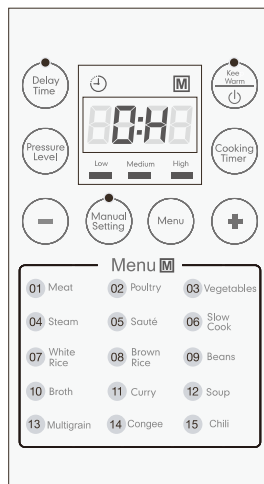 Delay
Time
M
Kee
Warm
0:H
Low Medium High
Pressure
Level
Cooking
Timer
Manual
Setting
Menu
Menu M
01 Meat 02 Poultry 03 Vegetables
04 Steam 05 Sauté 06 Slow
Cook
07 White
Rice 08 Brown
Rice 09 Beans
10 Broth 11 Curry 12 Soup
13 Multigrain 14 Congee 15 Chili